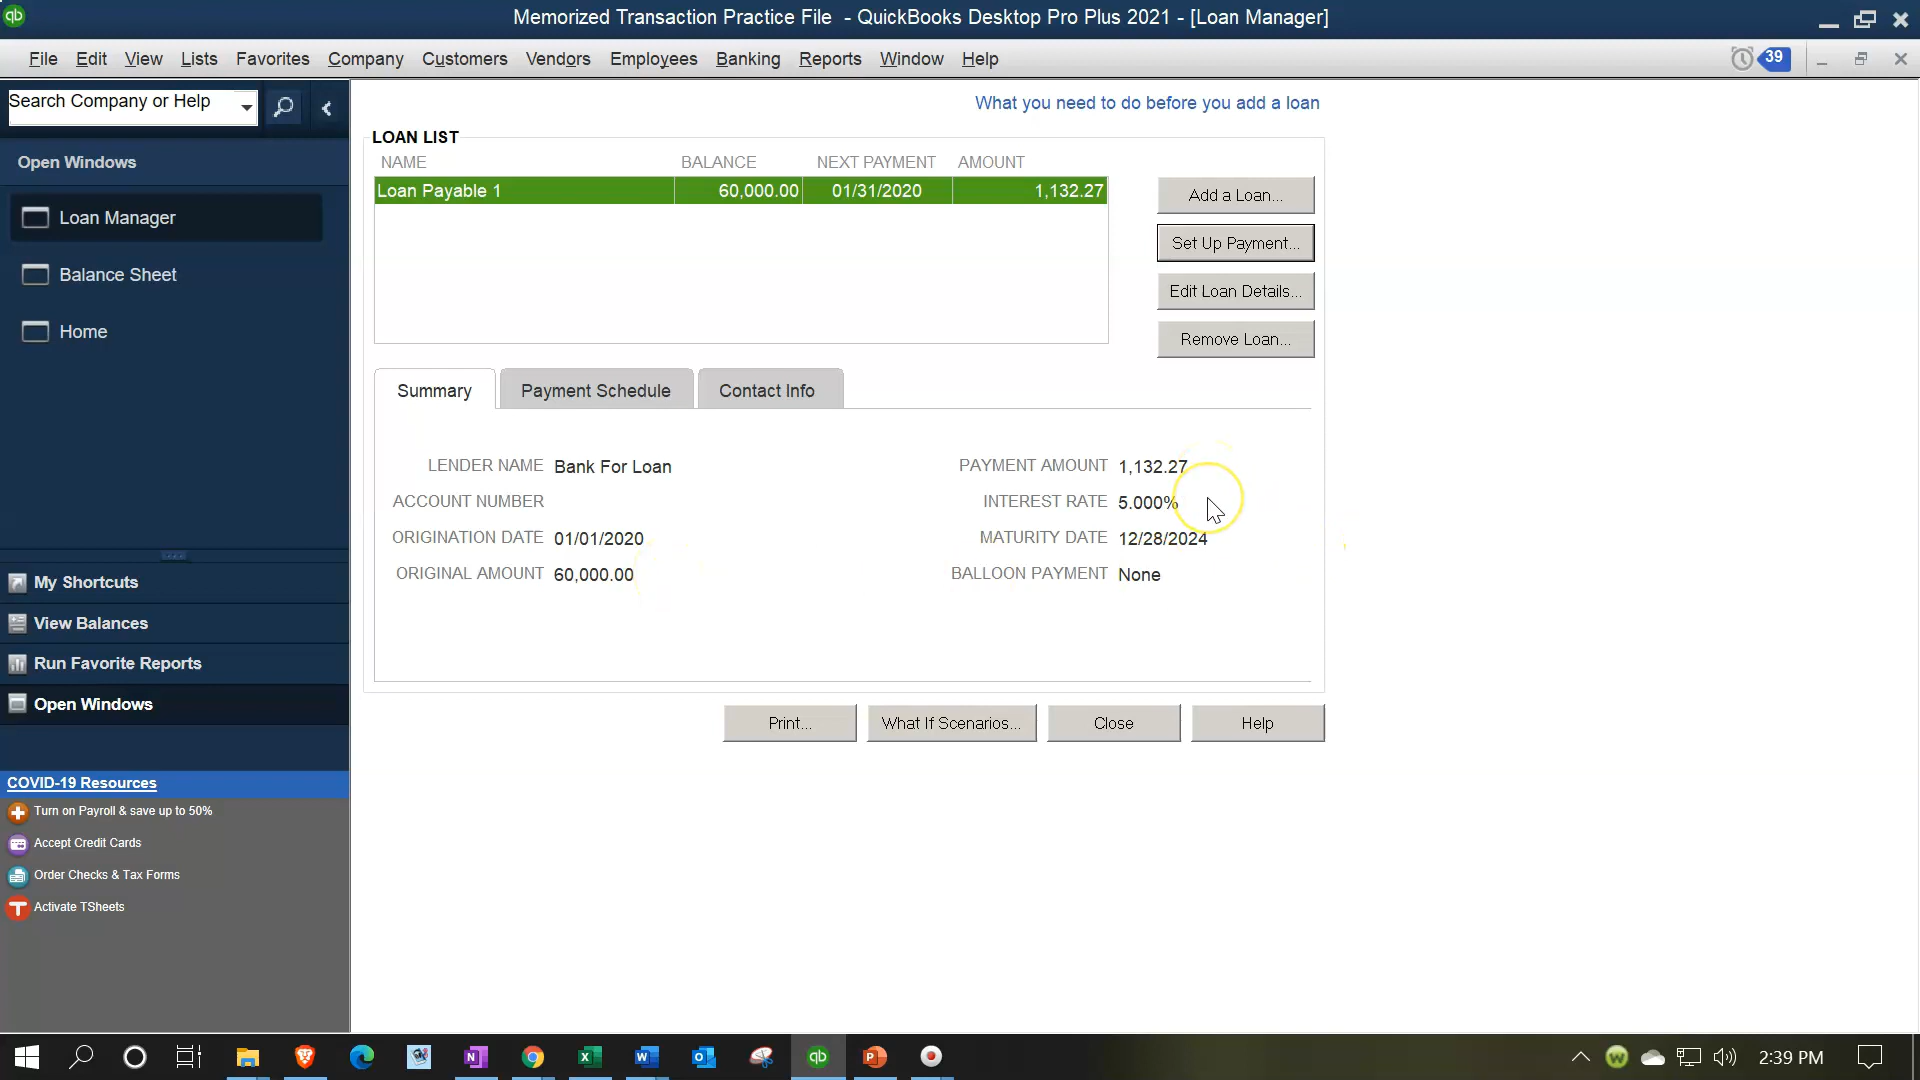 qb
Memorized Transaction Practice File - QuickBooks Desktop Pro Plus 2021 - [Loan Manager]
File Edit View Lists Favorites Company Customers Vendors Employees Banking Reports Window Help
39
Search Company or Help
What you need to do before you add a loan
Open Windows
Loan Manager
Balance Sheet
Home
My Shortcuts
View Balances
Run Favorite Reports
Open Windows
COVID-19 Resources
Turn on Payroll & save up to 50%
Accept Credit Cards
Order Checks & Tax Forms
Activate TSheets
LOAN LIST
NAME BALANCE NEXT PAYMENT AMOUNT
Loan Payable 1 60,000.00 01/31/2020 1,132.27
Add a Loan...
Set Up Payment...
Edit Loan Details...
Remove Loan...
Summary Payment Schedule Contact Info
LENDER NAME Bank For Loan
ACCOUNT NUMBER
ORIGINATION DATE 01/01/2020
ORIGINAL AMOUNT 60,000.00
PAYMENT AMOUNT 1,132.27
INTEREST RATE 5.000%
MATURITY DATE 12/28/2024
BALLOON PAYMENT None
Print... What If Scenarios... Close Help
2:39 PM